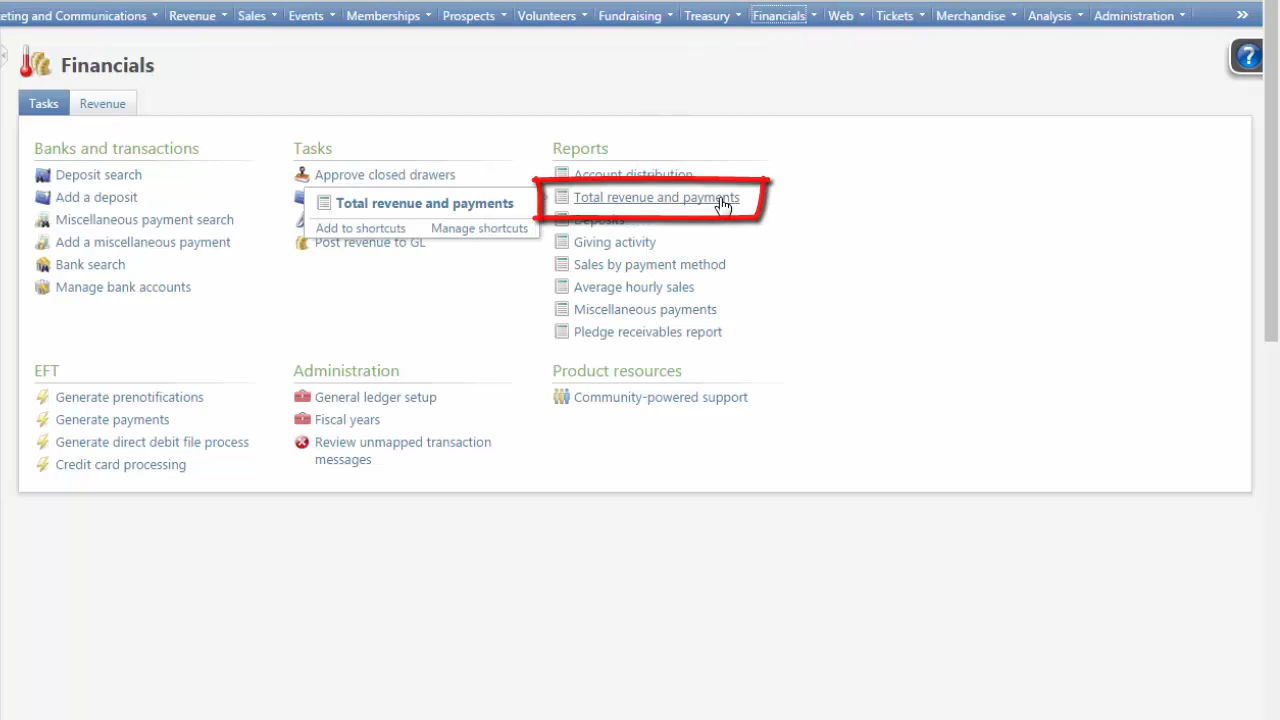 eting and Communications Revenue Sales Events Memberships Prospects Volunteers Fundraising Treasury Financials Web Tickets Merchandise Analysis Administration »
?
Financials
Tasks Revenue
Banks and transactions
Deposit search
Add a deposit
Miscellaneous payment search
Add a miscellaneous payment
Bank search
Manage bank accounts
Tasks
Approve closed drawers
Total revenue and payments
Add to shortcuts Manage shortcuts
Post revenue to GL
Reports
Account distribution
Total revenue and payments
Deposits
Giving activity
Sales by payment method
Average hourly sales
Miscellaneous payments
Pledge receivables report
EFT
Generate prenotifications
Generate payments
Generate direct debit file process
Credit card processing
Administration
General ledger setup
Fiscal years
Review unmapped transaction
messages
Product resources
Community-powered support